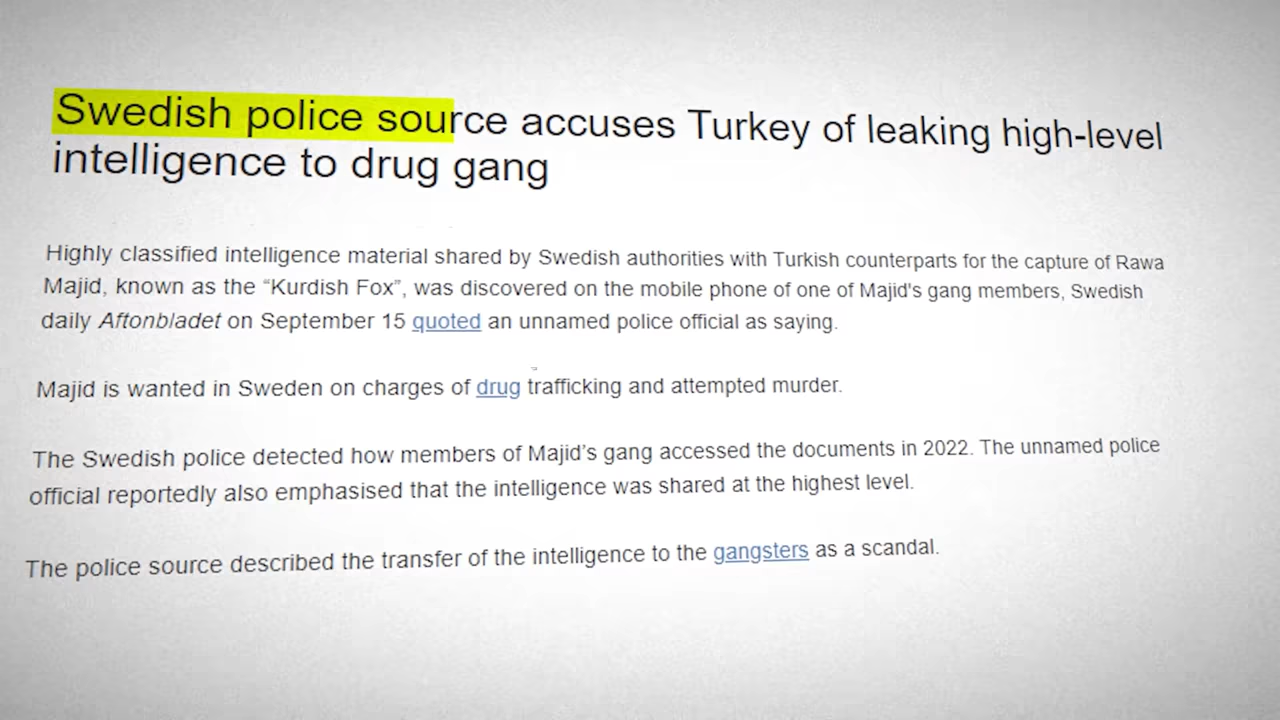 Swedish police source accuses Turkey of leaking high-level
intelligence to drug gang
Highly classified intelligence material shared by Swedish authorities with Turkish counterparts for the capture of Rawa
Majid, known as the “Kurdish Fox”, was discovered on the mobile phone of one of Majid's gang members, Swedish
daily Aftonbladet on September 15 quoted an unnamed police official as saying.
Majid is wanted in Sweden on charges of drug trafficking and attempted murder.
The Swedish police detected how members of Majid’s gang accessed the documents in 2022. The unnamed police
official reportedly also emphasised that the intelligence was shared at the highest level.
The police source described the transfer of the intelligence to the gangsters as a scandal.